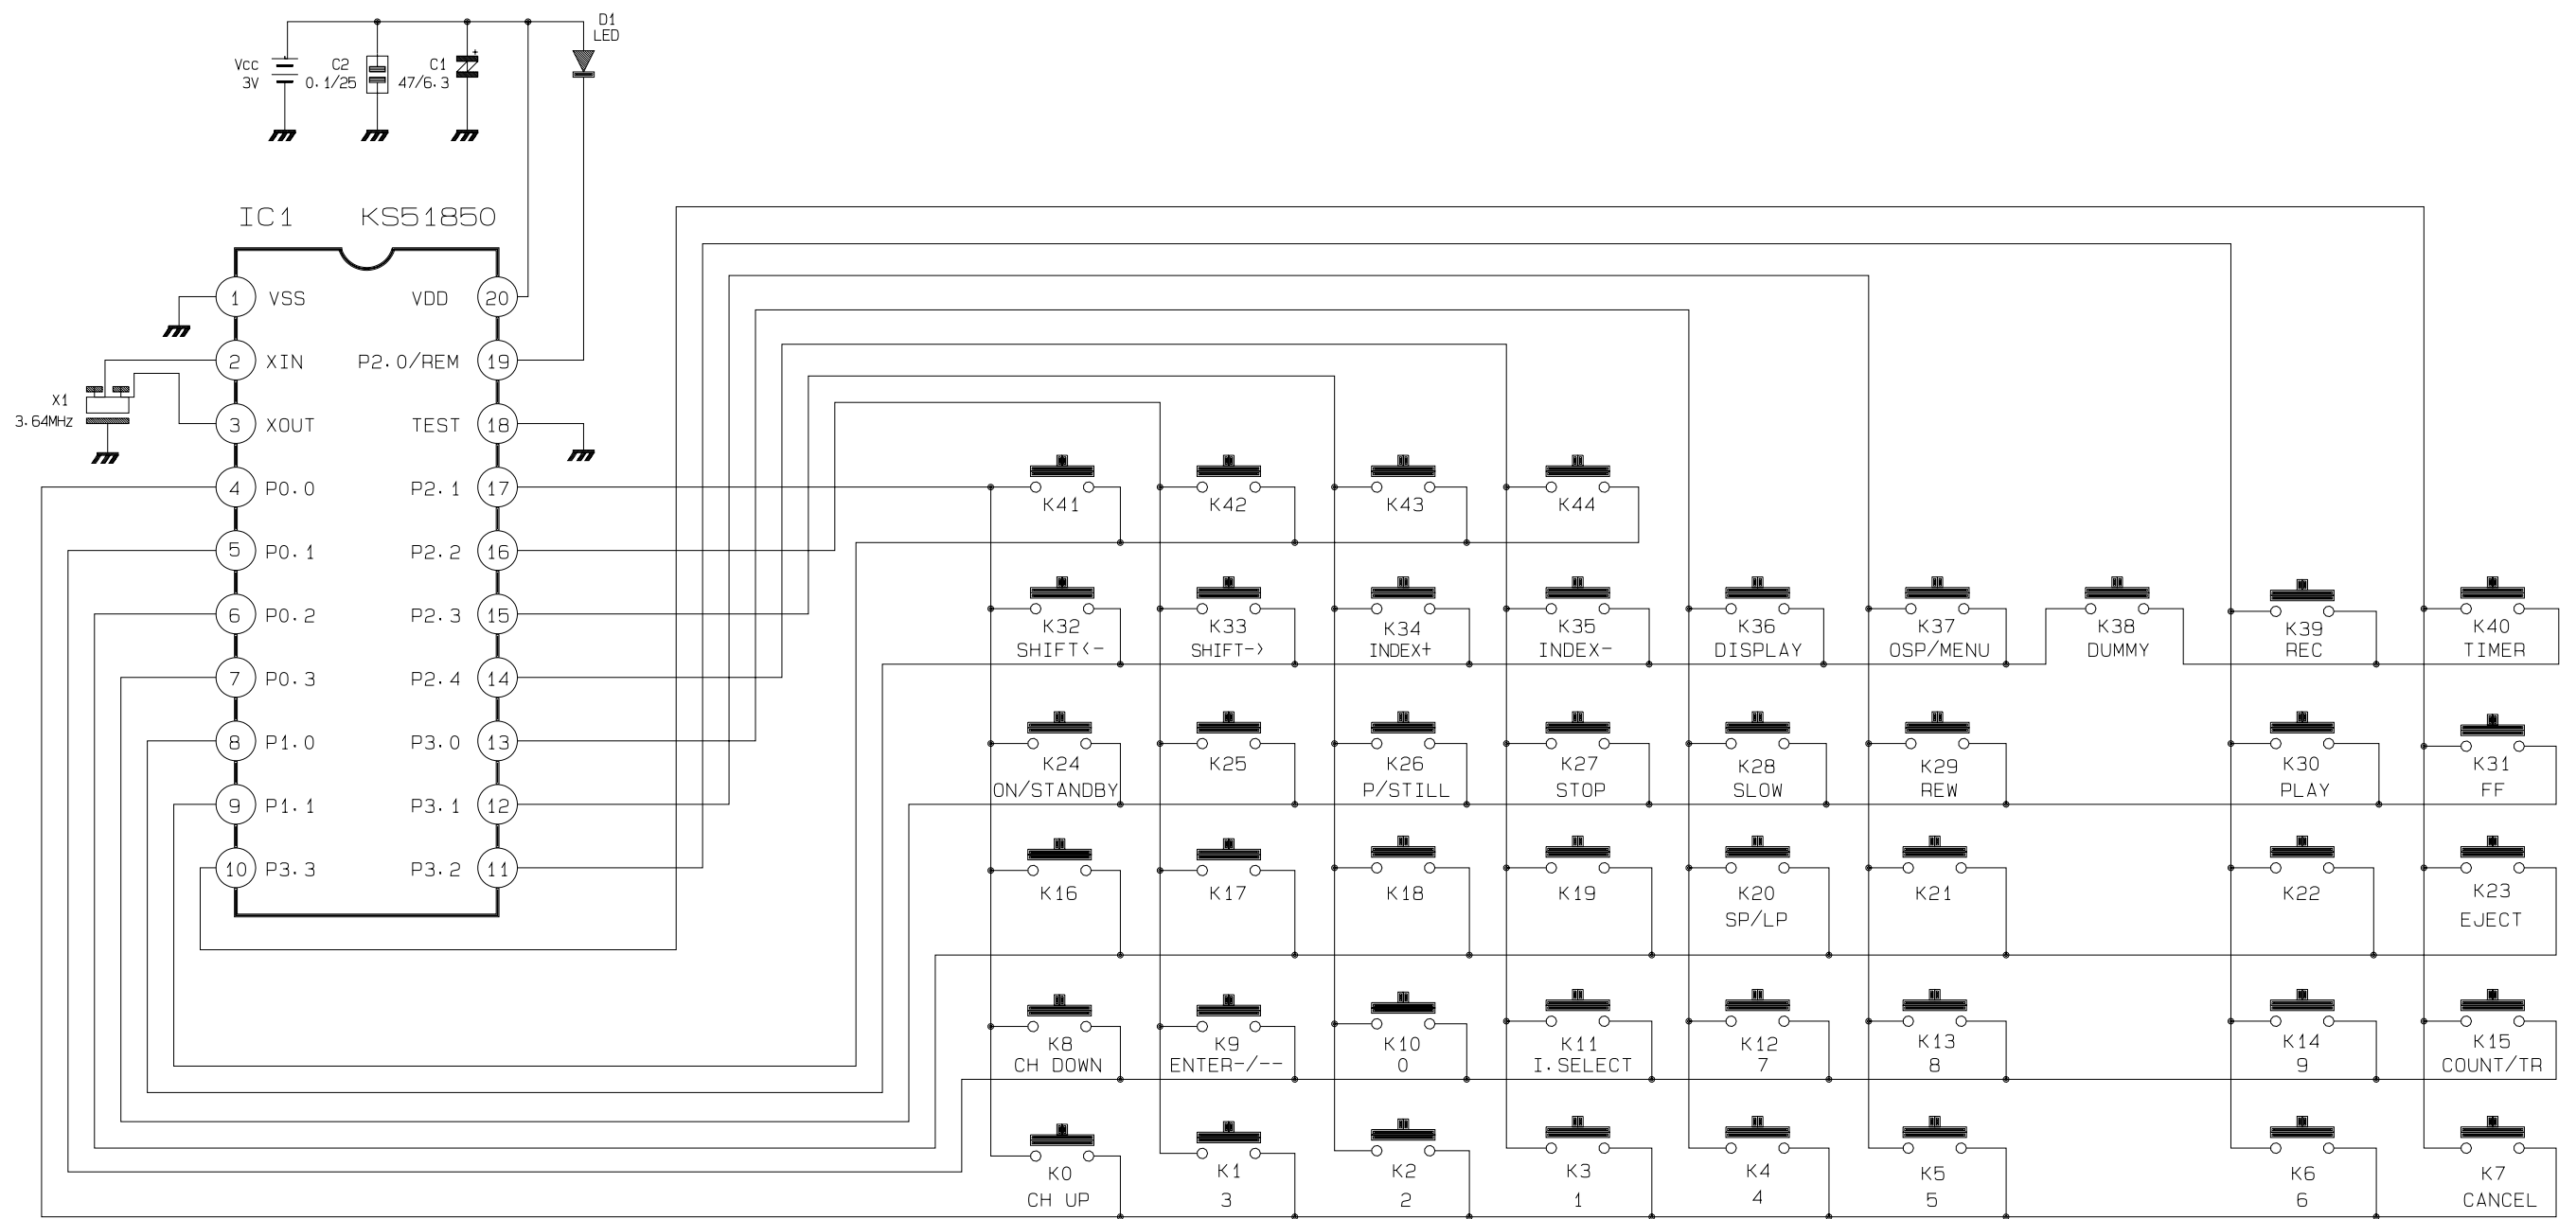 D1
LED
Vcc
3V
C2
0.1/25
C1
47/6.3
+
IC1 KS51850
1 VSS VDD 20
2 XIN P2.0/REM 19
X1
3.64MHz
3 XOUT TEST 18
4 P0.0 P2.1 17
5 P0.1 P2.2 16
6 P0.2 P2.3 15
7 P0.3 P2.4 14
8 P1.0 P3.0 13
9 P1.1 P3.1 12
10 P3.3 P3.2 11
K41 K42 K43 K44
K32 K33 K34 K35 K36 K37 K38 K39 K40
SHIFT<- SHIFT-> INDEX+ INDEX- DISPLAY OSP/MENU DUMMY REC TIMER
K24 K25 K26 K27 K28 K29 K30 K31
ON/STANDBY P/STILL STOP SLOW REW PLAY FF
K16 K17 K18 K19 K20 K21 K22 K23
SP/LP EJECT
K8 K9 K10 K11 K12 K13 K14 K15
CH DOWN ENTER-/-- 0 I.SELECT 7 8 9 COUNT/TR
K0 K1 K2 K3 K4 K5 K6 K7
CH UP 3 2 1 4 5 6 CANCEL